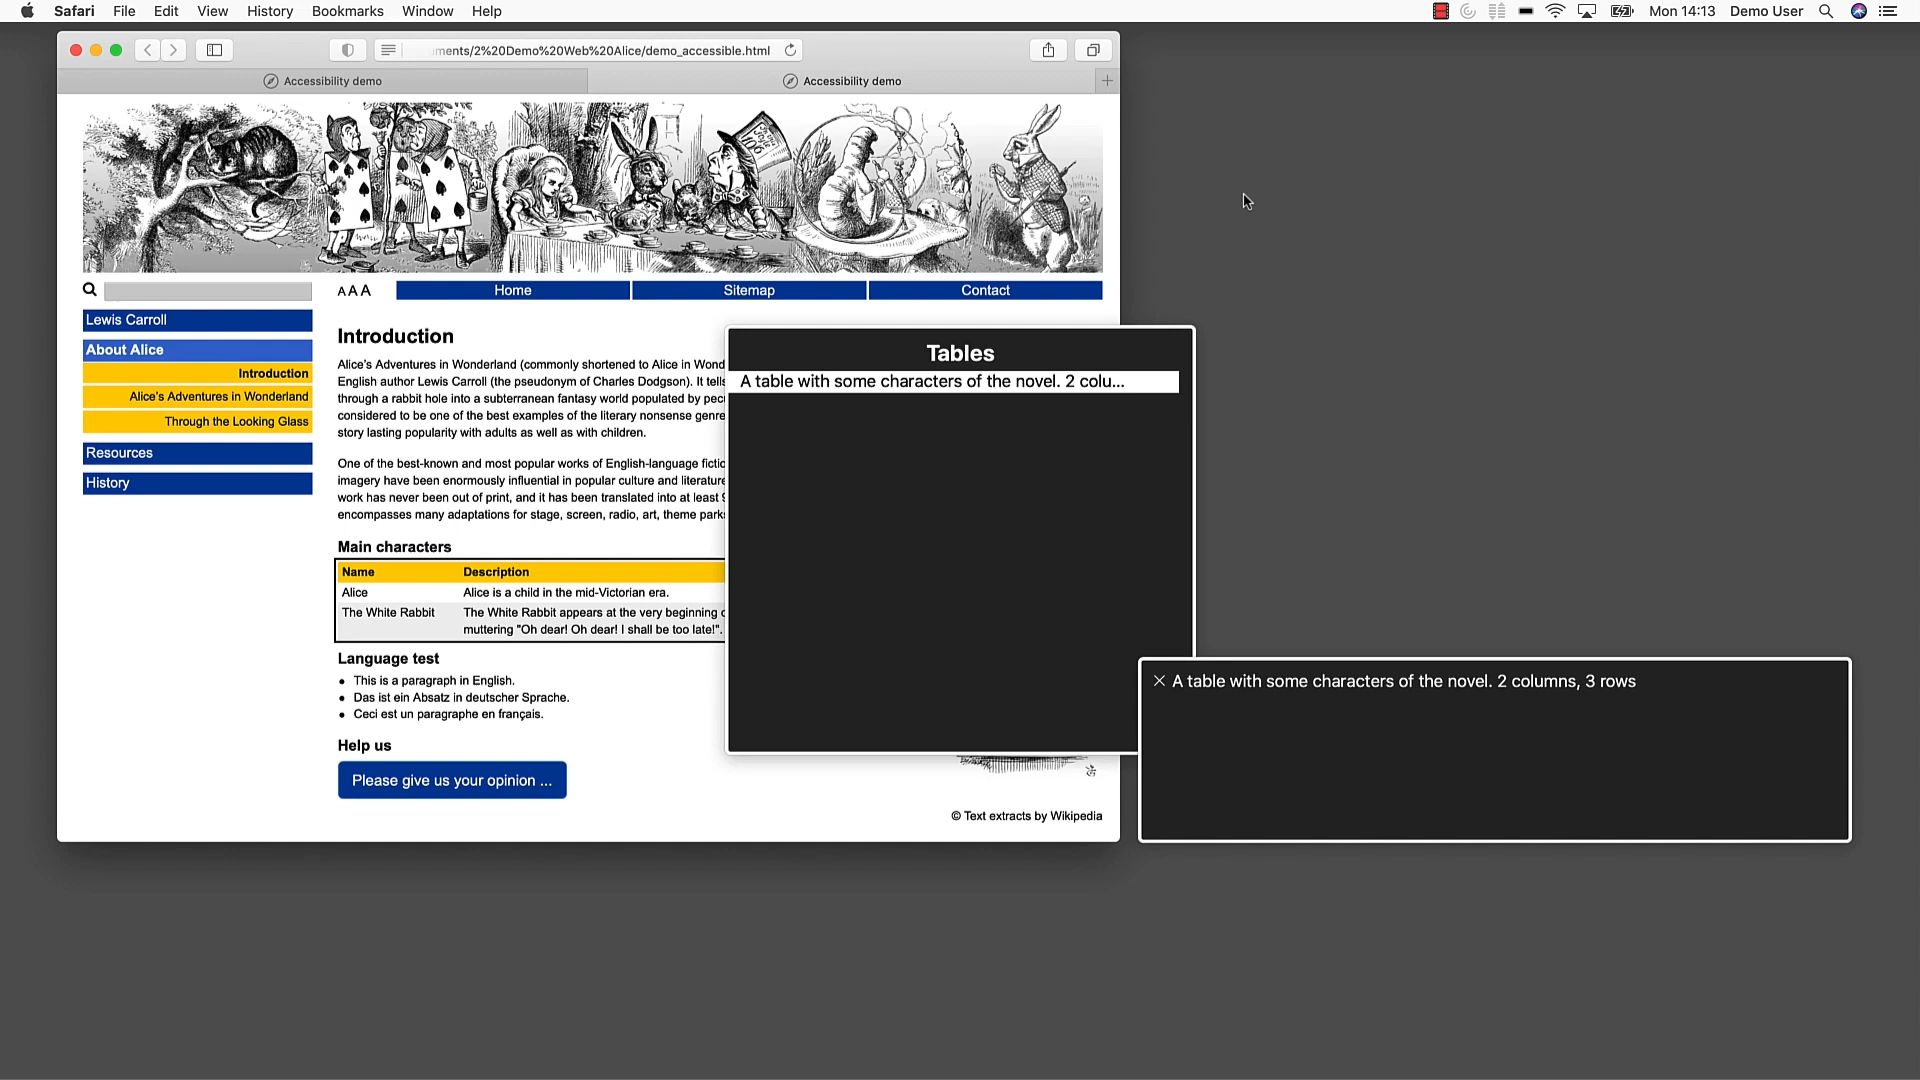 Safari File Edit View History Bookmarks Window Help Mon 14:13 Demo User
ments/2%20Demo%20Web%20Alice/demo_accessible.html
Accessibility demo
Accessibility demo
A A A
Home
Sitemap
Contact
Lewis Carroll
About Alice
Introduction
Alice's Adventures in Wonderland
Through the Looking Glass
Resources
History
Introduction
Alice's Adventures in Wonderland (commonly shortened to Alice in Wond
English author Lewis Carroll (the pseudonym of Charles Dodgson). It tells
through a rabbit hole into a subterranean fantasy world populated by pec
considered to be one of the best examples of the literary nonsense genre
story lasting popularity with adults as well as with children.
One of the best-known and most popular works of English-language fictio
imagery have been enormously influential in popular culture and literature
work has never been out of print, and it has been translated into at least
encompasses many adaptations for stage, screen, radio, art, theme park
Main characters
Name Description
Alice Alice is a child in the mid-Victorian era.
The White Rabbit The White Rabbit appears at the very beginning
muttering "Oh dear! Oh dear! I shall be too late!".
Language test
This is a paragraph in English.
Das ist ein Absatz in deutscher Sprache.
Ceci est un paragraphe en français.
Help us
Please give us your opinion ...
© Text extracts by Wikipedia
Tables
A table with some characters of the novel. 2 colu...
A table with some characters of the novel. 2 columns, 3 rows